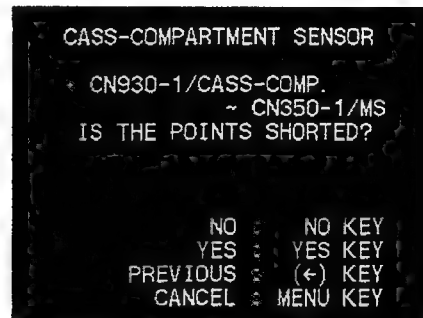 CASS-COMPARTMENT SENSOR
* CN930-1/CASS-COMP.
~ CN350-1/MS
IS THE POINTS SHORTED?
NO : NO KEY
YES : YES KEY
PREVIOUS : (←) KEY
CANCEL : MENU KEY